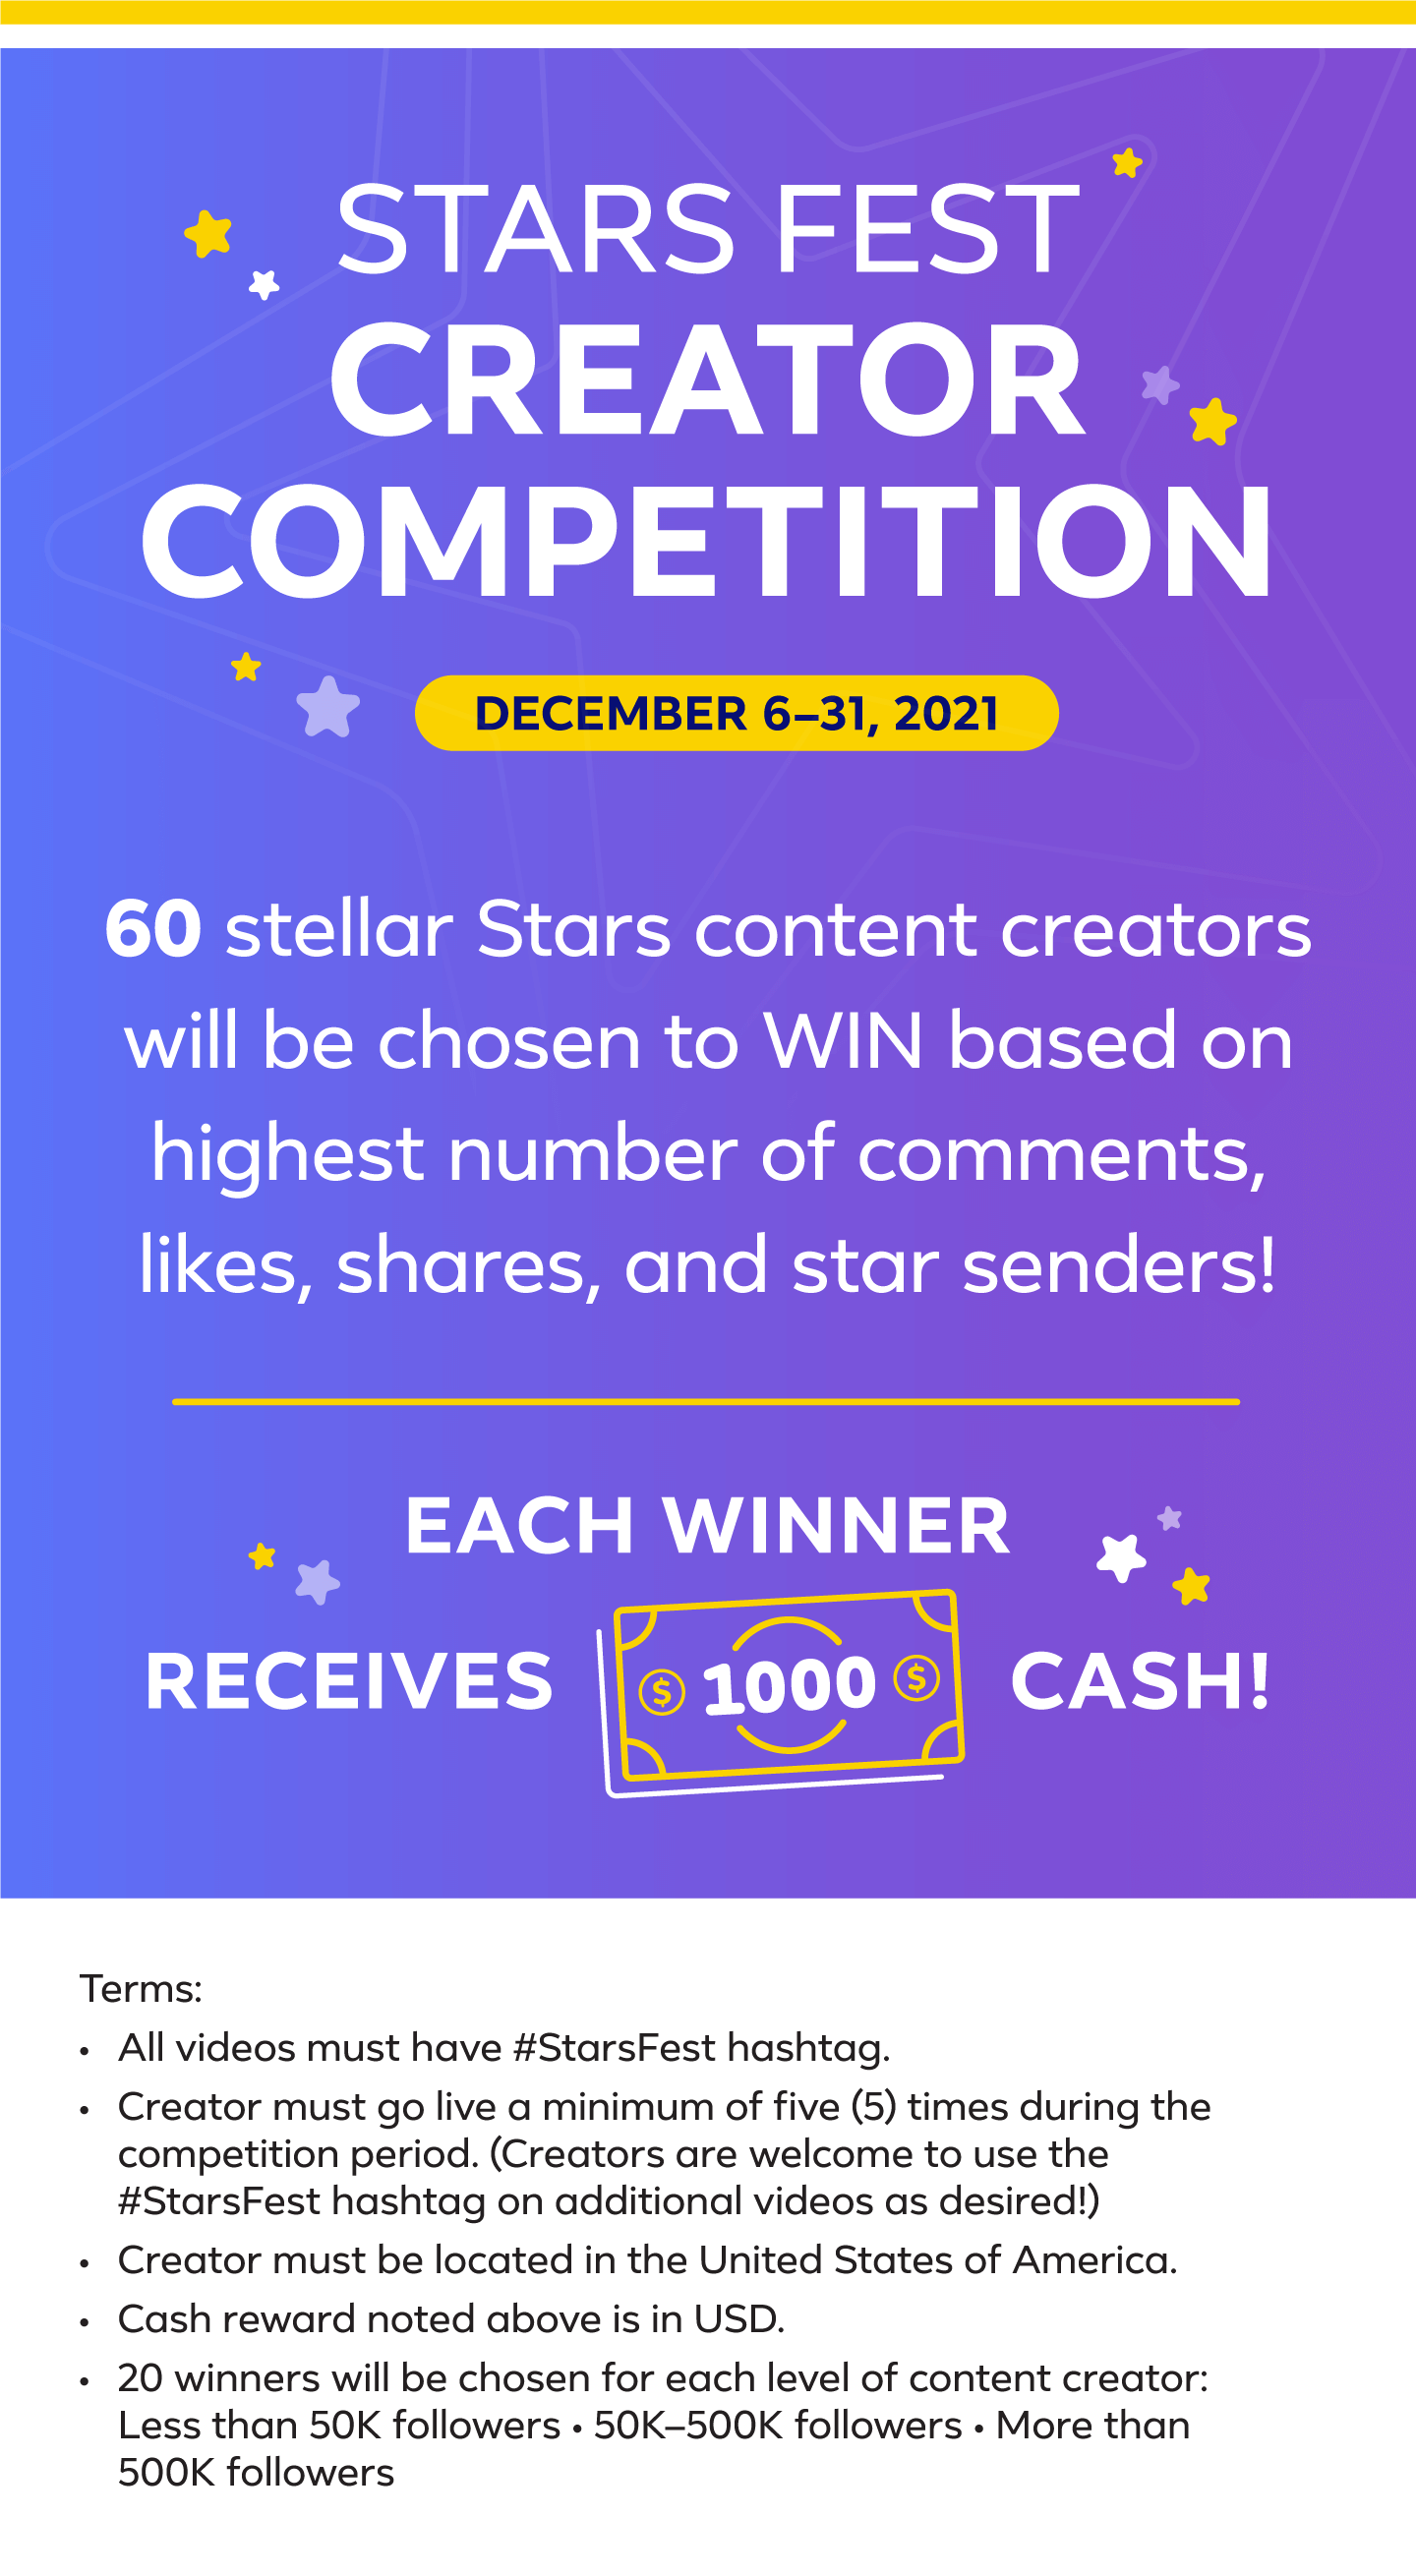 STARS FEST
CREATOR
COMPETITION
DECEMBER 6–31, 2021
60 stellar Stars content creators
will be chosen to WIN based on
highest number of comments,
likes, shares, and star senders!
EACH WINNER
RECEIVES $ 1000 $ CASH!
Terms:
• All videos must have #StarsFest hashtag.
• Creator must go live a minimum of five (5) times during the
competition period. (Creators are welcome to use the
#StarsFest hashtag on additional videos as desired!)
• Creator must be located in the United States of America.
• Cash reward noted above is in USD.
• 20 winners will be chosen for each level of content creator:
Less than 50K followers • 50K–500K followers • More than
500K followers